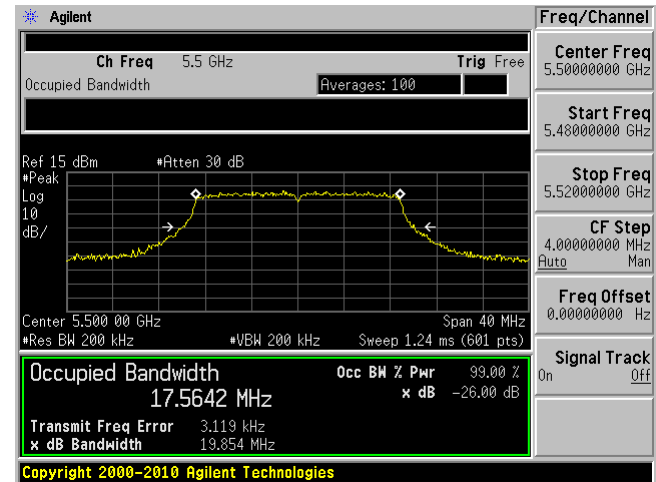 Agilent
Freq/Channel
Ch Freq 5.5 GHz Trig Free
Occupied Bandwidth Averages: 100
Center Freq
5.50000000 GHz
Start Freq
5.48000000 GHz
Stop Freq
5.52000000 GHz
CF Step
4.00000000 MHz
Auto Man
Freq Offset
0.00000000 Hz
Signal Track
On Off
Ref 15 dBm #Atten 30 dB
#Peak
Log
10
dB/
Center 5.500 00 GHz Span 40 MHz
#Res BW 200 kHz #VBW 200 kHz Sweep 1.24 ms (601 pts)
Occupied Bandwidth Occ BW % Pwr 99.00 %
17.5642 MHz x dB -26.00 dB
Transmit Freq Error 3.119 kHz
x dB Bandwidth 19.854 MHz
Copyright 2000-2010 Agilent Technologies